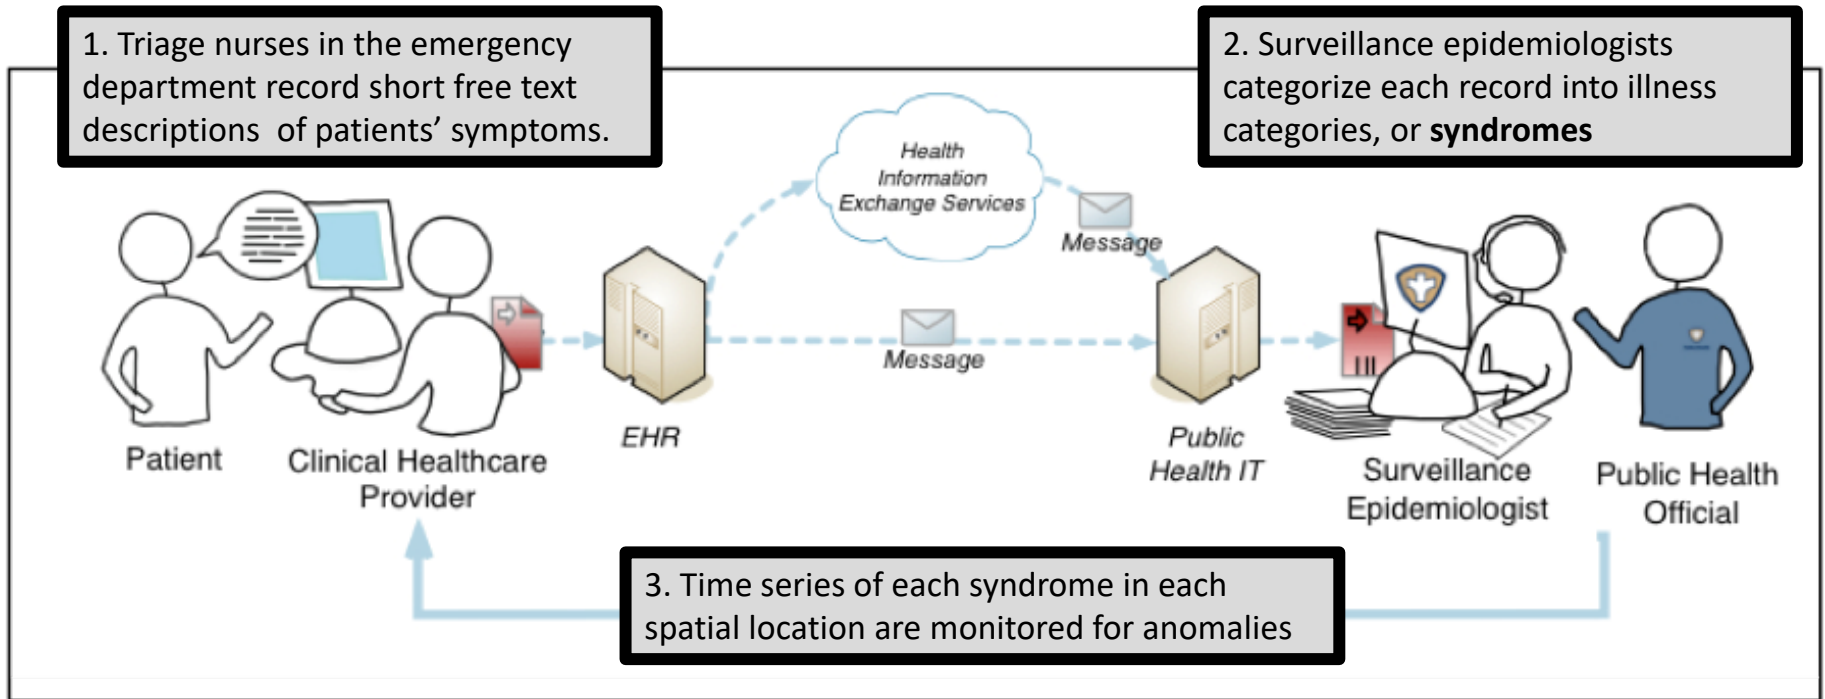 1. Triage nurses in the emergency
department record short free text
descriptions  of patients’ symptoms.
2. Surveillance epidemiologists
categorize each record into illness
categories, or syndromes
Health
Information
Exchange Services
Message
Message
EHR
Public
Health IT
Patient
Clinical Healthcare
Provider
Surveillance
Epidemiologist
Public Health
Official
3. Time series of each syndrome in each
spatial location are monitored for anomalies